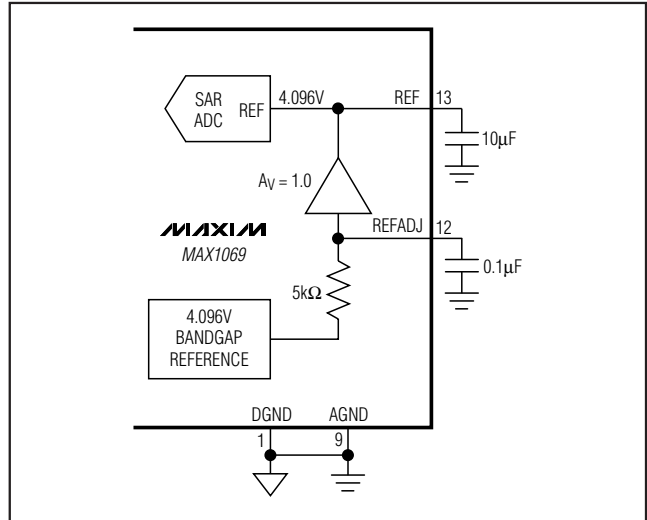 SAR
ADC
REF
4.096V
REF
13
10µF
AV = 1.0
REFADJ
12
MAXIM
MAX1069
0.1µF
5kΩ
4.096V
BANDGAP
REFERENCE
DGND
AGND
1
9